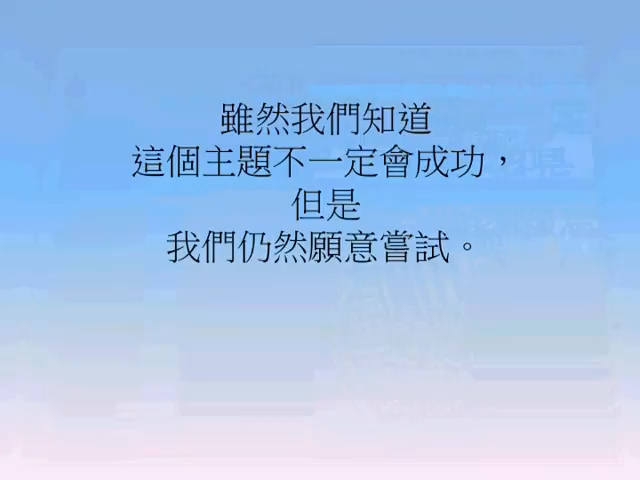 雖然我們知道
這個主題不一定會成功，
但是
我們仍然願意嘗試。